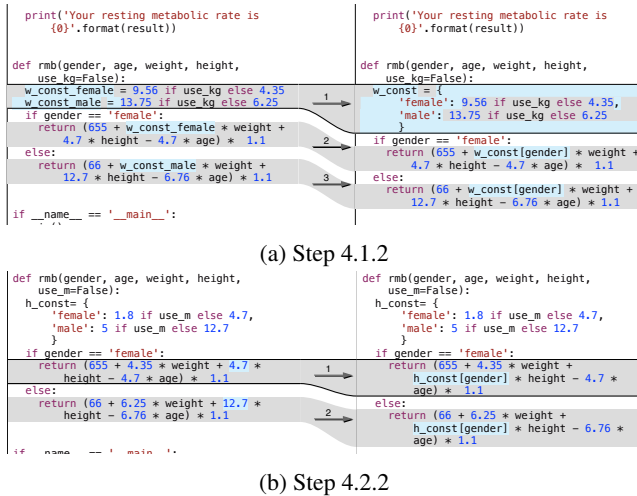 print('Your resting metabolic rate is
{0}'.format(result))
def rmb(gender, age, weight, height,
use_kg=False):
w_const_female = 9.56 if use_kg else 4.35
w_const_male = 13.75 if use_kg else 6.25
if gender == 'female':
return (655 + w_const_female * weight +
4.7 * height - 4.7 * age) * 1.1
else:
return (66 + w_const_male * weight +
12.7 * height - 6.76 * age) * 1.1
if __name__ == '__main__':
1
2
3
print('Your resting metabolic rate is
{0}'.format(result))
def rmb(gender, age, weight, height,
use_kg=False):
w_const = {
'female': 9.56 if use_kg else 4.35,
'male': 13.75 if use_kg else 6.25
}
if gender == 'female':
return (655 + w_const[gender] * weight +
4.7 * height - 4.7 * age) * 1.1
else:
return (66 + w_const[gender] * weight +
12.7 * height - 6.76 * age) * 1.1
(a) Step 4.1.2
def rmb(gender, age, weight, height,
use_m=False):
h_const= {
'female': 1.8 if use_m else 4.7,
'male': 5 if use_m else 12.7
}
if gender == 'female':
return (655 + 4.35 * weight + 4.7 *
height - 4.7 * age) * 1.1
else:
return (66 + 6.25 * weight + 12.7 *
height - 6.76 * age) * 1.1
1
2
def rmb(gender, age, weight, height,
use_m=False):
h_const= {
'female': 1.8 if use_m else 4.7,
'male': 5 if use_m else 12.7
}
if gender == 'female':
return (655 + 4.35 * weight +
h_const[gender] * height - 4.7 *
age) * 1.1
else:
return (66 + 6.25 * weight +
h_const[gender] * height - 6.76 *
age) * 1.1
(b) Step 4.2.2